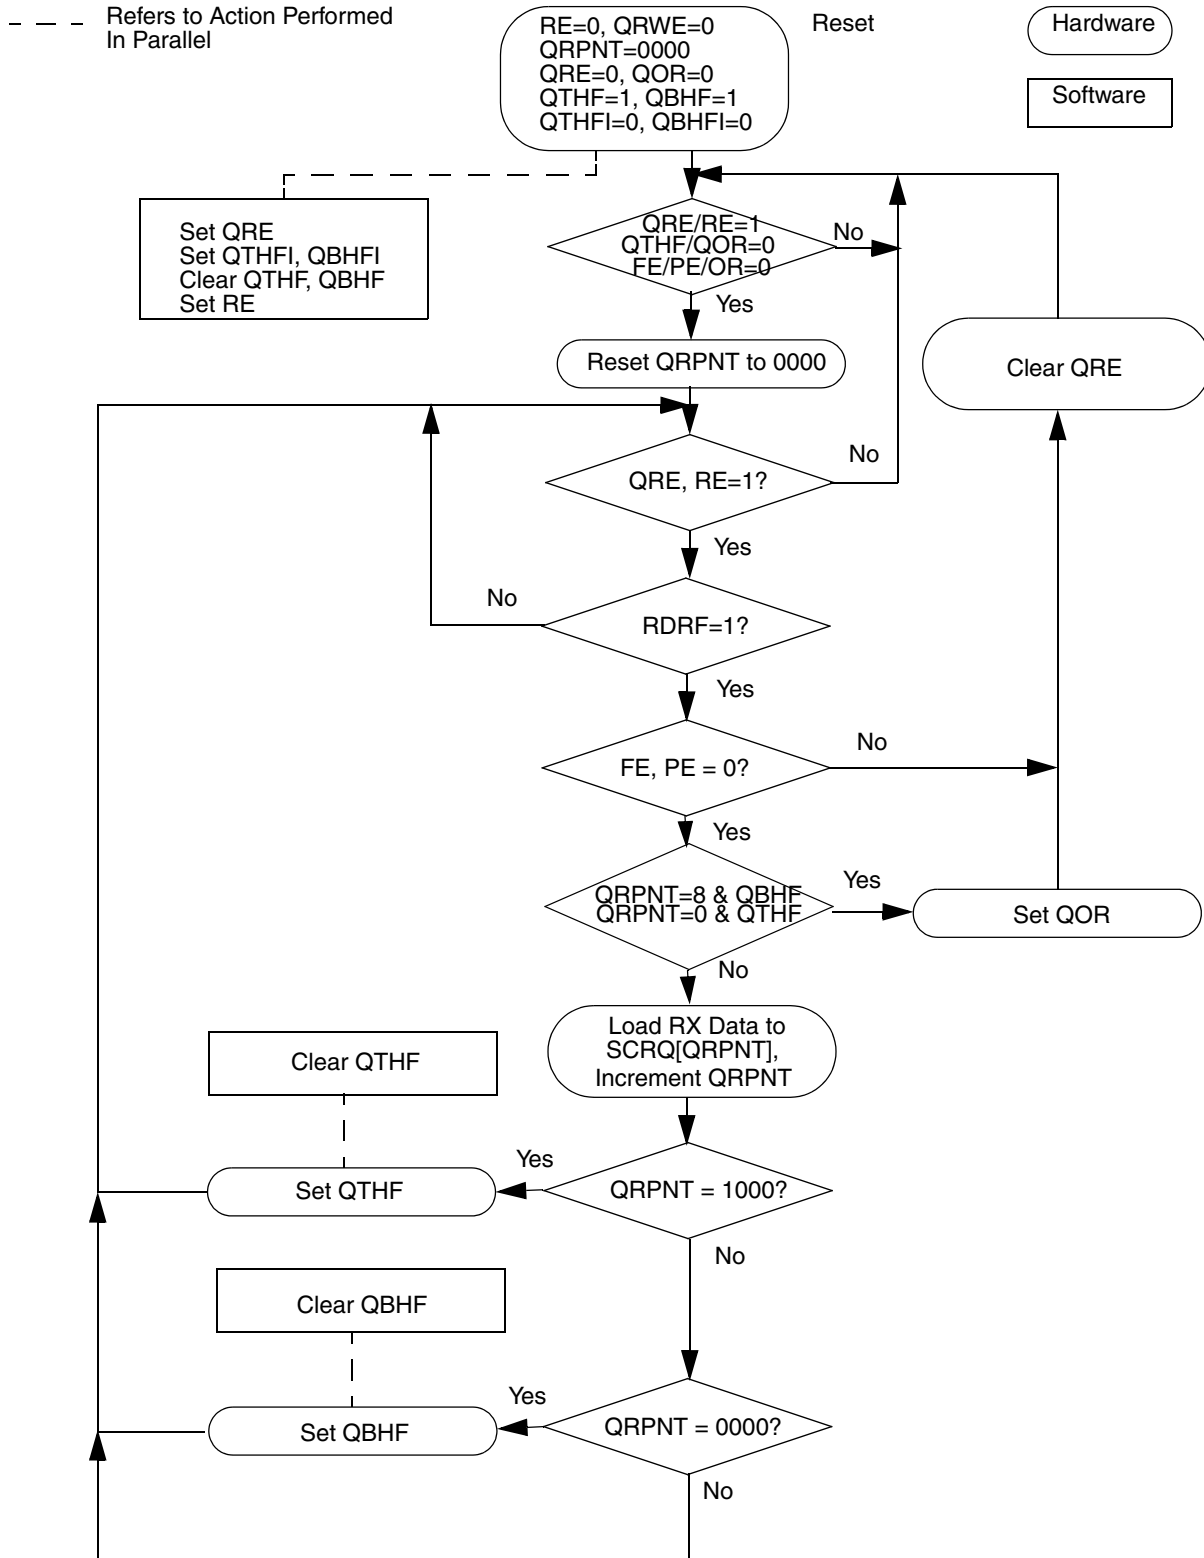 Refers to Action Performed
In Parallel
RE=0, QRWE=0
QRPNT=0000
QRE=0, QOR=0
QTHF=1, QBHF=1
QTHFI=0, QBHFI=0
Reset
Hardware
Software
Set QRE
Set QTHFI, QBHFI
Clear QTHF, QBHF
Set RE
QRE/RE=1
QTHF/QOR=0
FE/PE/OR=0
No
Yes
Reset QRPNT to 0000
Clear QRE
QRE, RE=1?
No
Yes
RDRF=1?
No
Yes
FE, PE = 0?
No
Yes
QRPNT=8 & QBHF
QRPNT=0 & QTHF
Yes
Set QOR
No
Load RX Data to
SCRQ[QRPNT],
Increment QRPNT
Clear QTHF
Set QTHF
Yes
QRPNT = 1000?
No
Clear QBHF
Set QBHF
Yes
QRPNT = 0000?
No